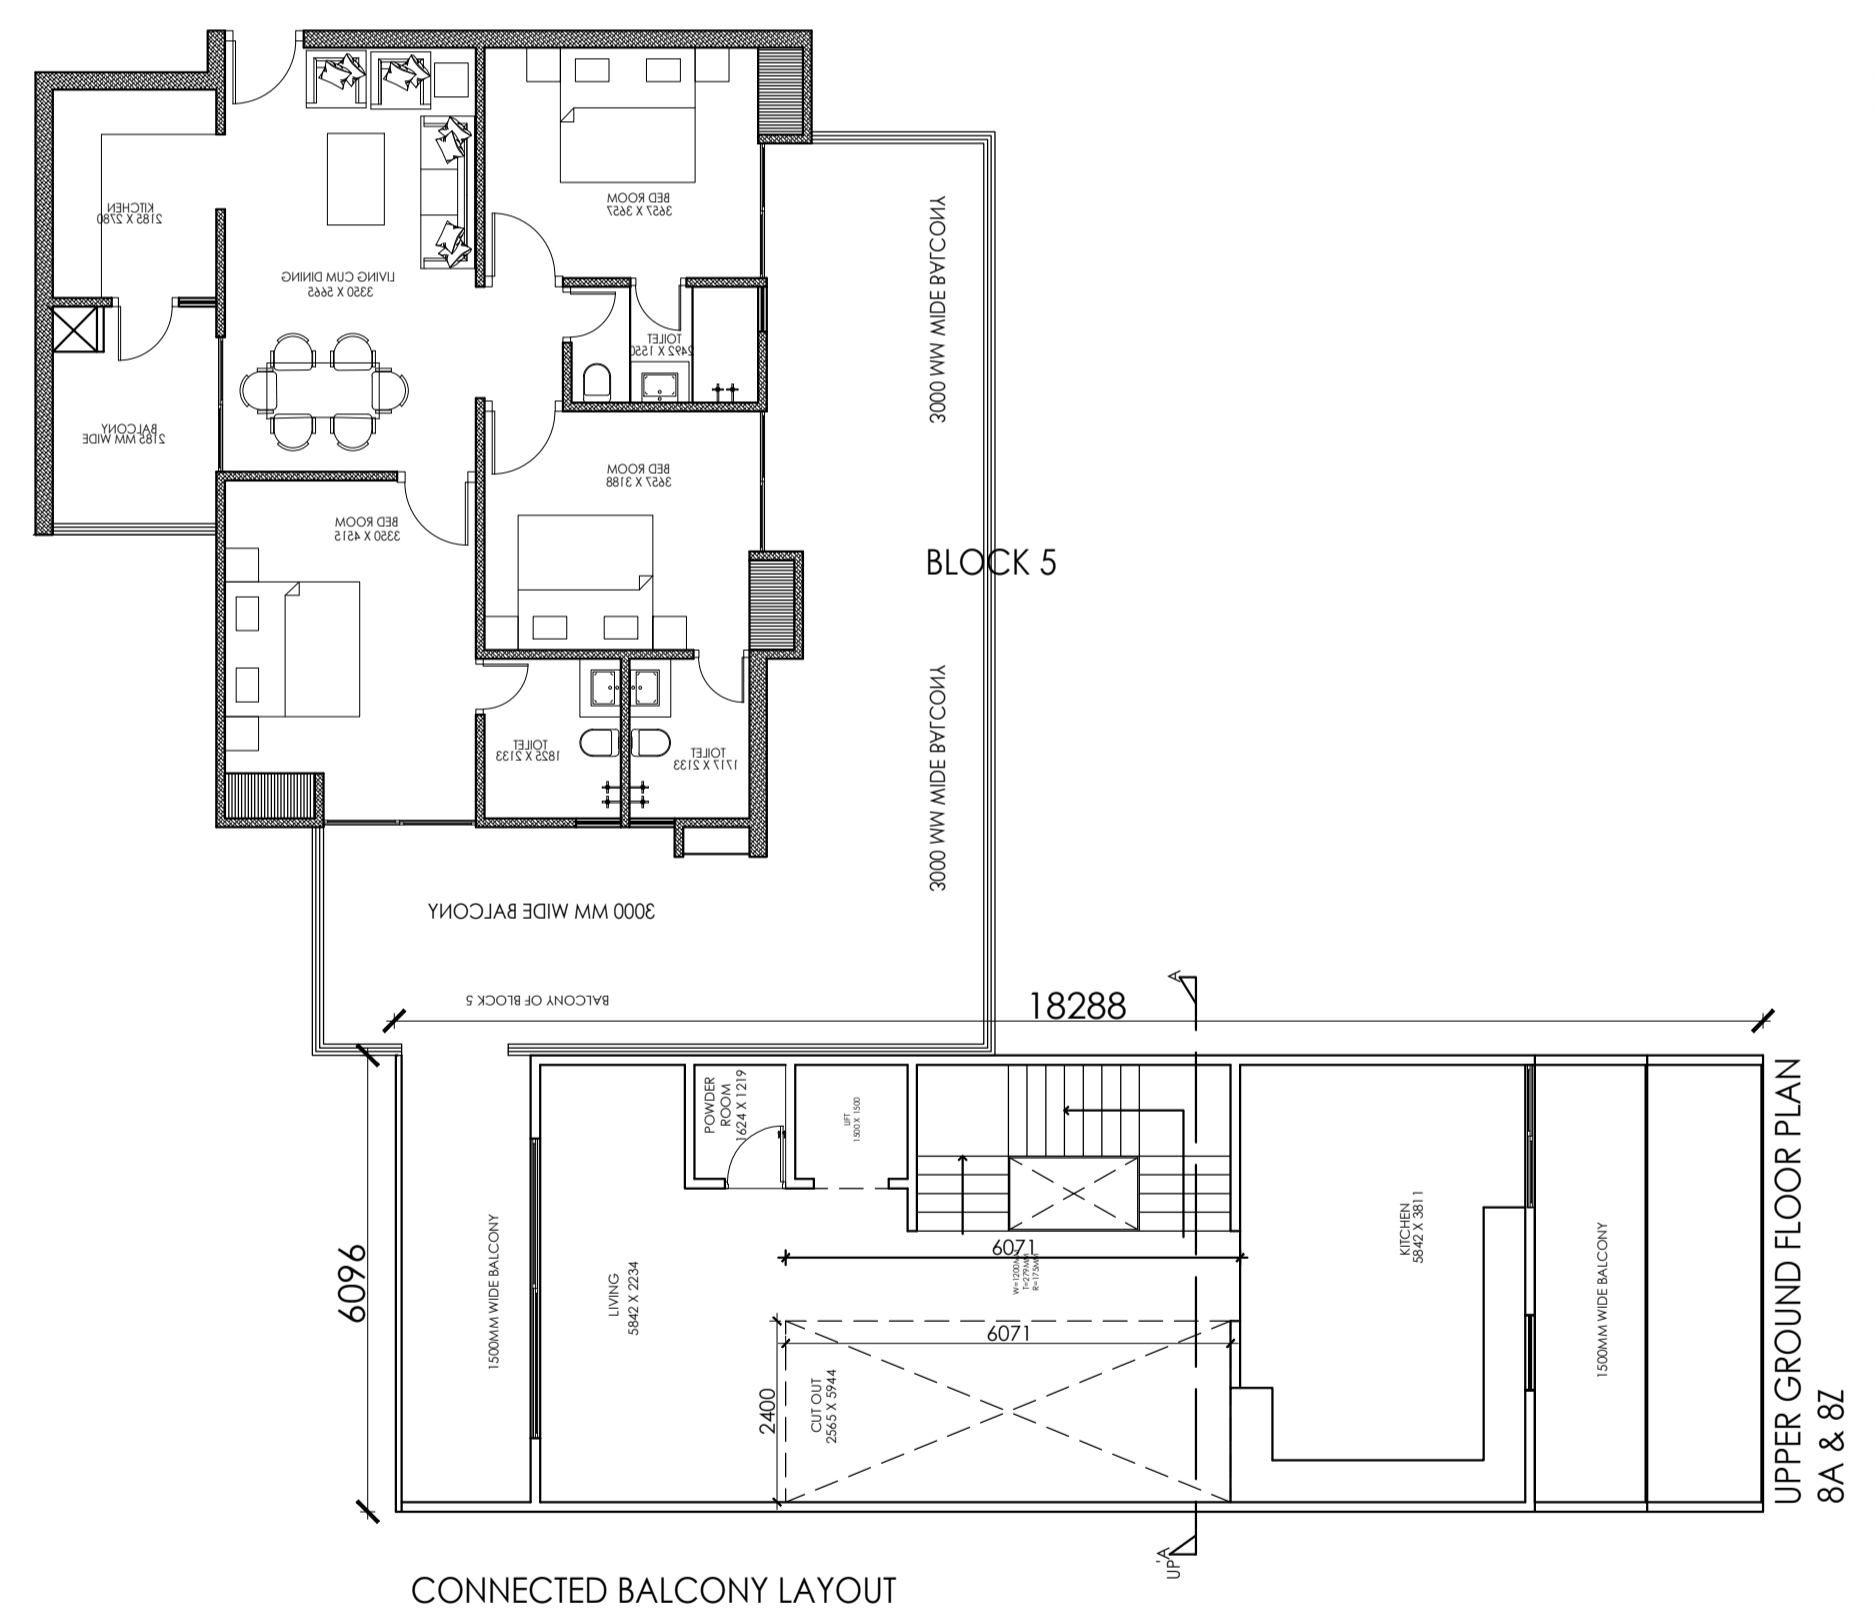 KITCHEN
2185 X 2780
LIVING CUM DINING
3350 X 5665
BED ROOM
3657 X 3657
TOILET
2492 X 1550
BALCONY
2185 MM WIDE
BED ROOM
3657 X 3188
BED ROOM
3350 X 4515
TOILET
1825 X 2133
TOILET
1717 X 2133
3000 MM WIDE BALCONY
3000 MM WIDE BALCONY
BLOCK 5
3000 MM WIDE BALCONY
BALCONY OF BLOCK 5
18288
A
6096
1500MM WIDE BALCONY
LIVING
5842 X 2234
POWDER
ROOM
1624 X 1219
LIFT
1500 X 1500
6071
W=1200MM
T=279MM
R=175MM
6071
2400
CUT OUT
2565 X 5944
KITCHEN
5842 X 3811
1500MM WIDE BALCONY
UP
'A
UPPER GROUND FLOOR PLAN
8A & 8Z
CONNECTED BALCONY LAYOUT